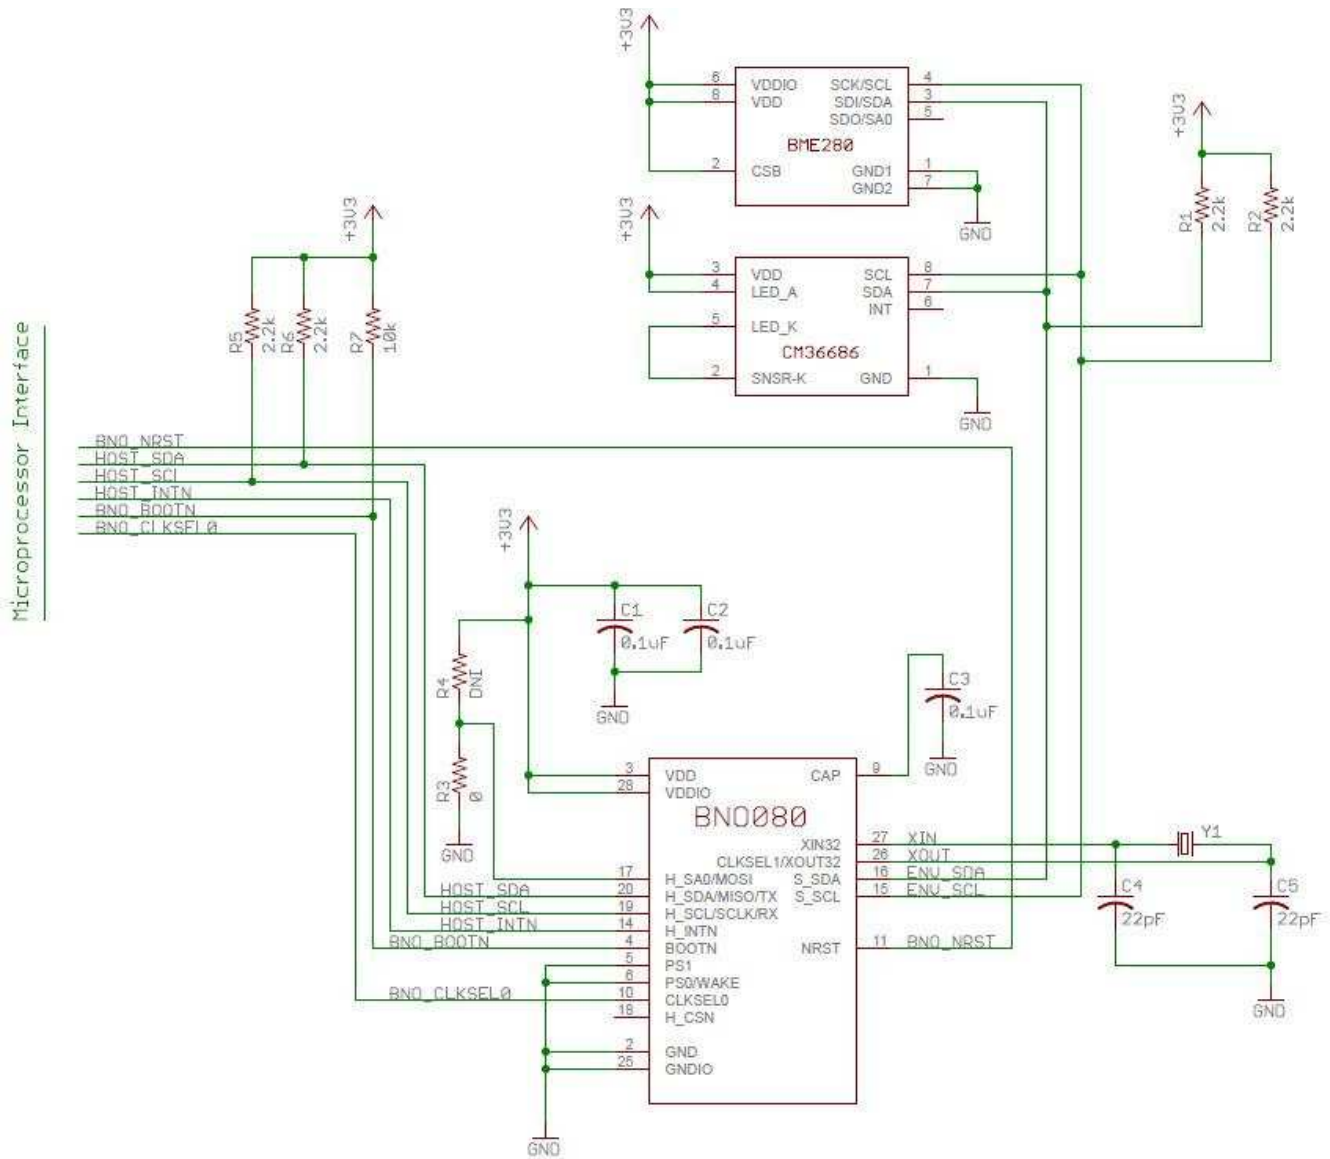 +3V3
6 VDDIO SCK/SCL 4
8 VDD SDI/SDA 3
SDO/SA0 5
BME280
2 CSB GND1 1
GND2 7
GND
+3V3
R1 2.2k
R2 2.2k
+3V3
3 VDD SCL 8
4 LED_A SDA 7
INT 6
5 LED_K
CM36686
2 SNSR-K GND 1
GND
+3V3
R5 2.2k
R6 2.2k
R7 10k
Microprocessor Interface
BNO_NRST
HOST_SDA
HOST_SCL
HOST_INTN
BNO_BOOTN
BNO_CLKSEL0
+3V3
C1 0.1uF
C2 0.1uF
GND
R4 DNI
R3 0
GND
C3
0.1uF
GND
3 VDD CAP 9
28 VDDIO
BNO080
XIN32 27 XIN
CLKSEL1/XOUT32 26 XOUT
17 H_SA0/MOSI S_SDA 16 ENV_SDA
HOST_SDA 20 H_SDA/MISO/TX S_SCL 15 ENV_SCL
HOST_SCL 19 H_SCL/SCLK/RX
HOST_INTN 14 H_INTN
BNO_BOOTN 4 BOOTN NRST 11 BNO_NRST
5 PS1
6 PS0/WAKE
BNO_CLKSEL0 10 CLKSEL0
18 H_CSN
2 GND
25 GNDIO
GND
Y1
C4
22pF
C5
22pF
GND